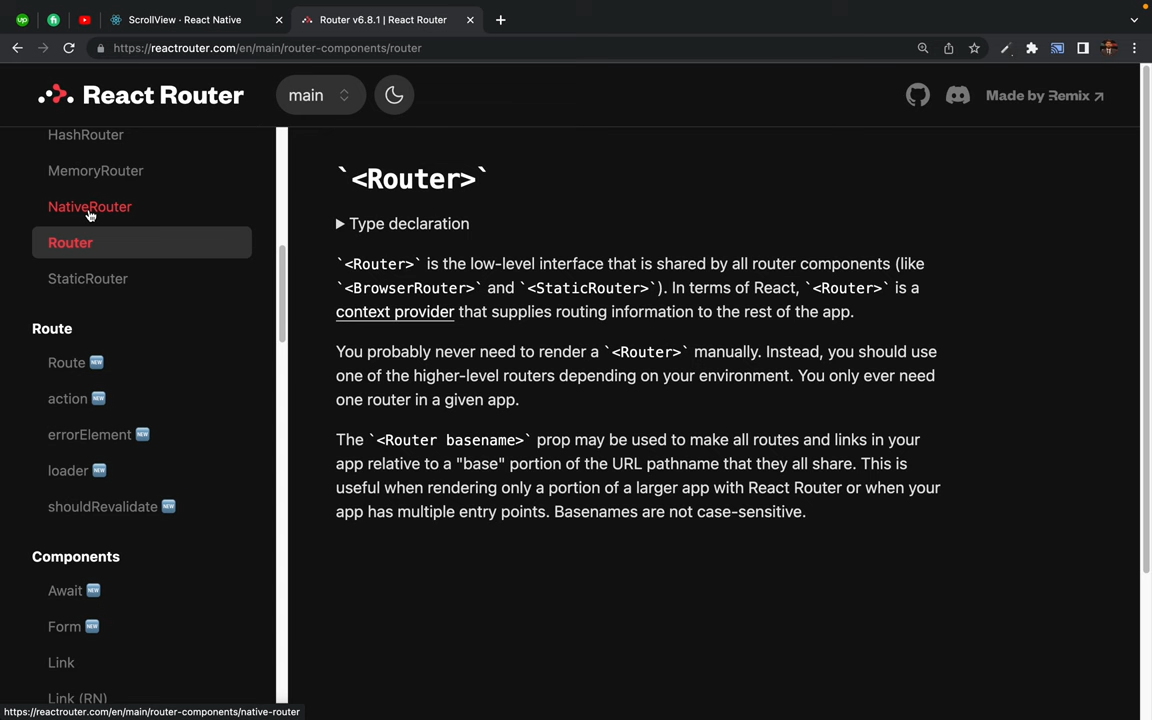 up
fi
ScrollView · React Native
Router v6.8.1 | React Router
https://reactrouter.com/en/main/router-components/router
React Router
main
Made by Remix ↗
HashRouter
MemoryRouter
NativeRouter
Router
StaticRouter
Route
Route NEW
action NEW
errorElement NEW
loader NEW
shouldRevalidate NEW
Components
Await NEW
Form NEW
Link
Link (RN)
`<Router>`
Type declaration
`<Router>` is the low-level interface that is shared by all router components (like
`<BrowserRouter>` and `<StaticRouter>`). In terms of React, `<Router>` is a
context provider that supplies routing information to the rest of the app.
You probably never need to render a `<Router>` manually. Instead, you should use
one of the higher-level routers depending on your environment. You only ever need
one router in a given app.
The `<Router basename>` prop may be used to make all routes and links in your
app relative to a "base" portion of the URL pathname that they all share. This is
useful when rendering only a portion of a larger app with React Router or when your
app has multiple entry points. Basenames are not case-sensitive.
https://reactrouter.com/en/main/router-components/native-router